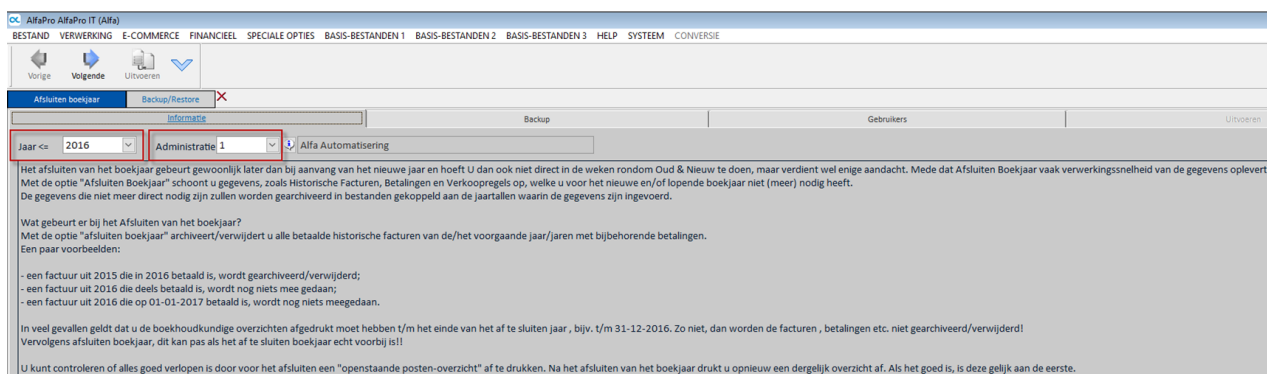 AlfaPro AlfaPro IT (Alfa)
BESTAND VERWERKING E-COMMERCE FINANCIEEL SPECIALE OPTIES BASIS-BESTANDEN 1 BASIS-BESTANDEN 2 BASIS-BESTANDEN 3 HELP SYSTEEM CONVERSIE
Vorige Volgende Uitvoeren
Afsluiten boekjaar Backup/Restore
Informatie Backup Gebruikers Uitvoeren
Jaar <= 2016 Administratie 1 Alfa Automatisering
Het afsluiten van het boekjaar gebeurt gewoonlijk later dan bij aanvang van het nieuwe jaar en hoeft U dan ook niet direct in de weken rondom Oud & Nieuw te doen, maar verdient wel enige aandacht. Mede dat Afsluiten Boekjaar vaak verwerkingssnelheid van de gegevens oplevert
Met de optie "Afsluiten Boekjaar" schoont u gegevens, zoals Historische Facturen, Betalingen en Verkoopregels op, welke u voor het nieuwe en/of lopende boekjaar niet (meer) nodig heeft.
De gegevens die niet meer direct nodig zijn zullen worden gearchiveerd in bestanden gekoppeld aan de jaartallen waarin de gegevens zijn ingevoerd.
Wat gebeurt er bij het Afsluiten van het boekjaar?
Met de optie "afsluiten boekjaar" archiveert/verwijdert u alle betaalde historische facturen van de/het voorgaande jaar/jaren met bijbehorende betalingen.
Een paar voorbeelden:
- een factuur uit 2015 die in 2016 betaald is, wordt gearchiveerd/verwijderd;
- een factuur uit 2016 die deels betaald is, wordt nog niets mee gedaan;
- een factuur uit 2016 die op 01-01-2017 betaald is, wordt nog niets meegedaan.
In veel gevallen geldt dat u de boekhoudkundige overzichten afgedrukt moet hebben t/m het einde van het af te sluiten jaar , bijv. t/m 31-12-2016. Zo niet, dan worden de facturen , betalingen etc. niet gearchiveerd/verwijderd!
Vervolgens afsluiten boekjaar, dit kan pas als het af te sluiten boekjaar echt voorbij is!!
U kunt controleren of alles goed verlopen is door voor het afsluiten een "openstaande posten-overzicht" af te drukken. Na het afsluiten van het boekjaar drukt u opnieuw een dergelijk overzicht af. Als het goed is, is deze gelijk aan de eerste.